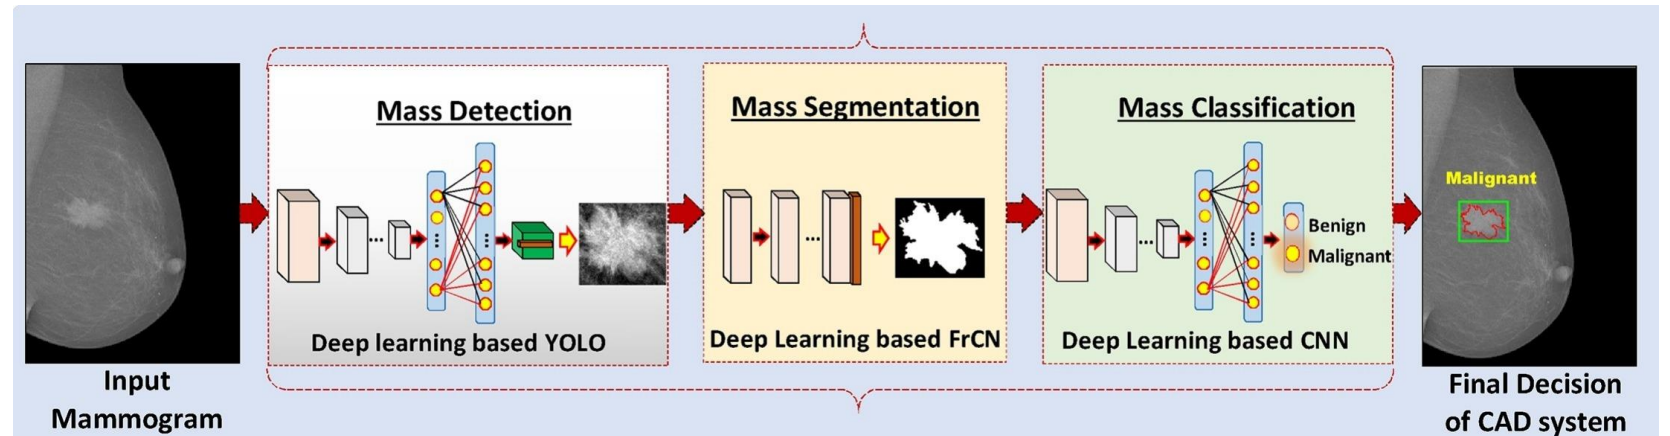 Input
Mammogram
Mass Detection
Deep learning based YOLO
Mass Segmentation
Deep Learning based FrCN
Mass Classification
Benign
Malignant
Deep Learning based CNN
Malignant
Final Decision
of CAD system